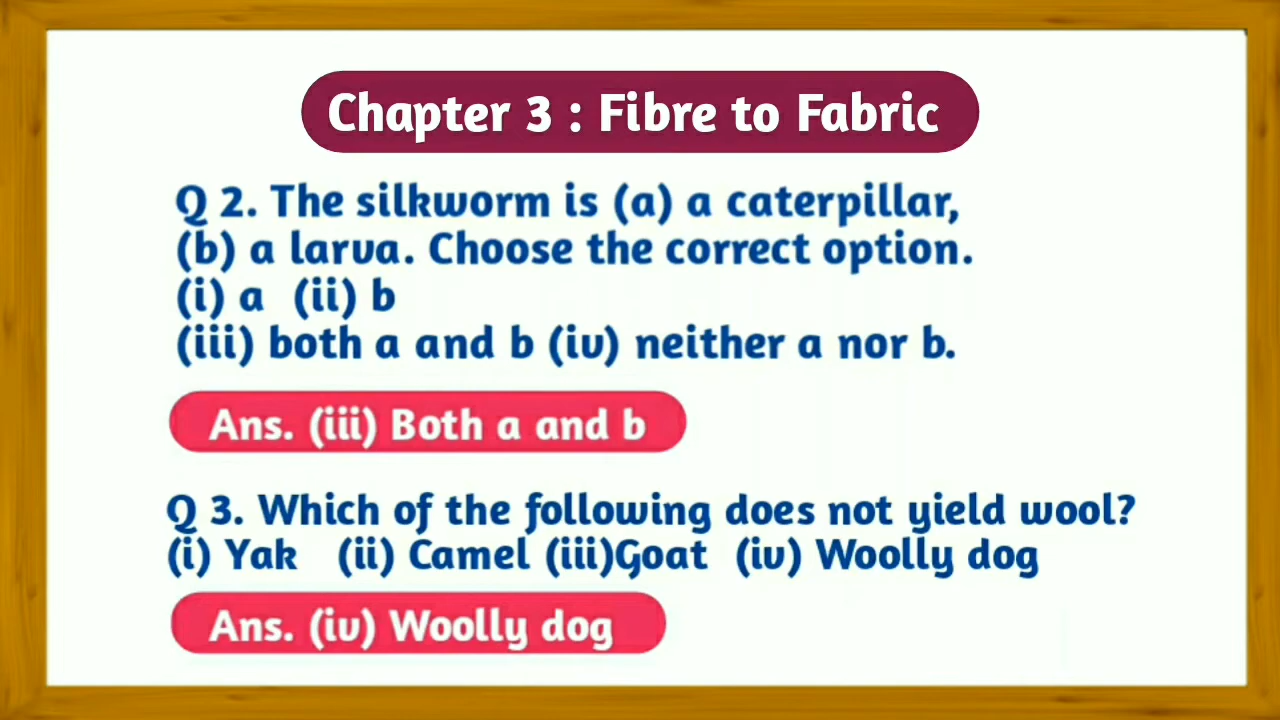 Chapter 3 : Fibre to Fabric
Q 2. The silkworm is (a) a caterpillar,
(b) a larva. Choose the correct option.
(i) a (ii) b
(iii) both a and b (iv) neither a nor b.
Ans. (iii) Both a and b
Q 3. Which of the following does not yield wool?
(i) Yak (ii) Camel (iii)Goat (iv) Woolly dog
Ans. (iv) Woolly dog